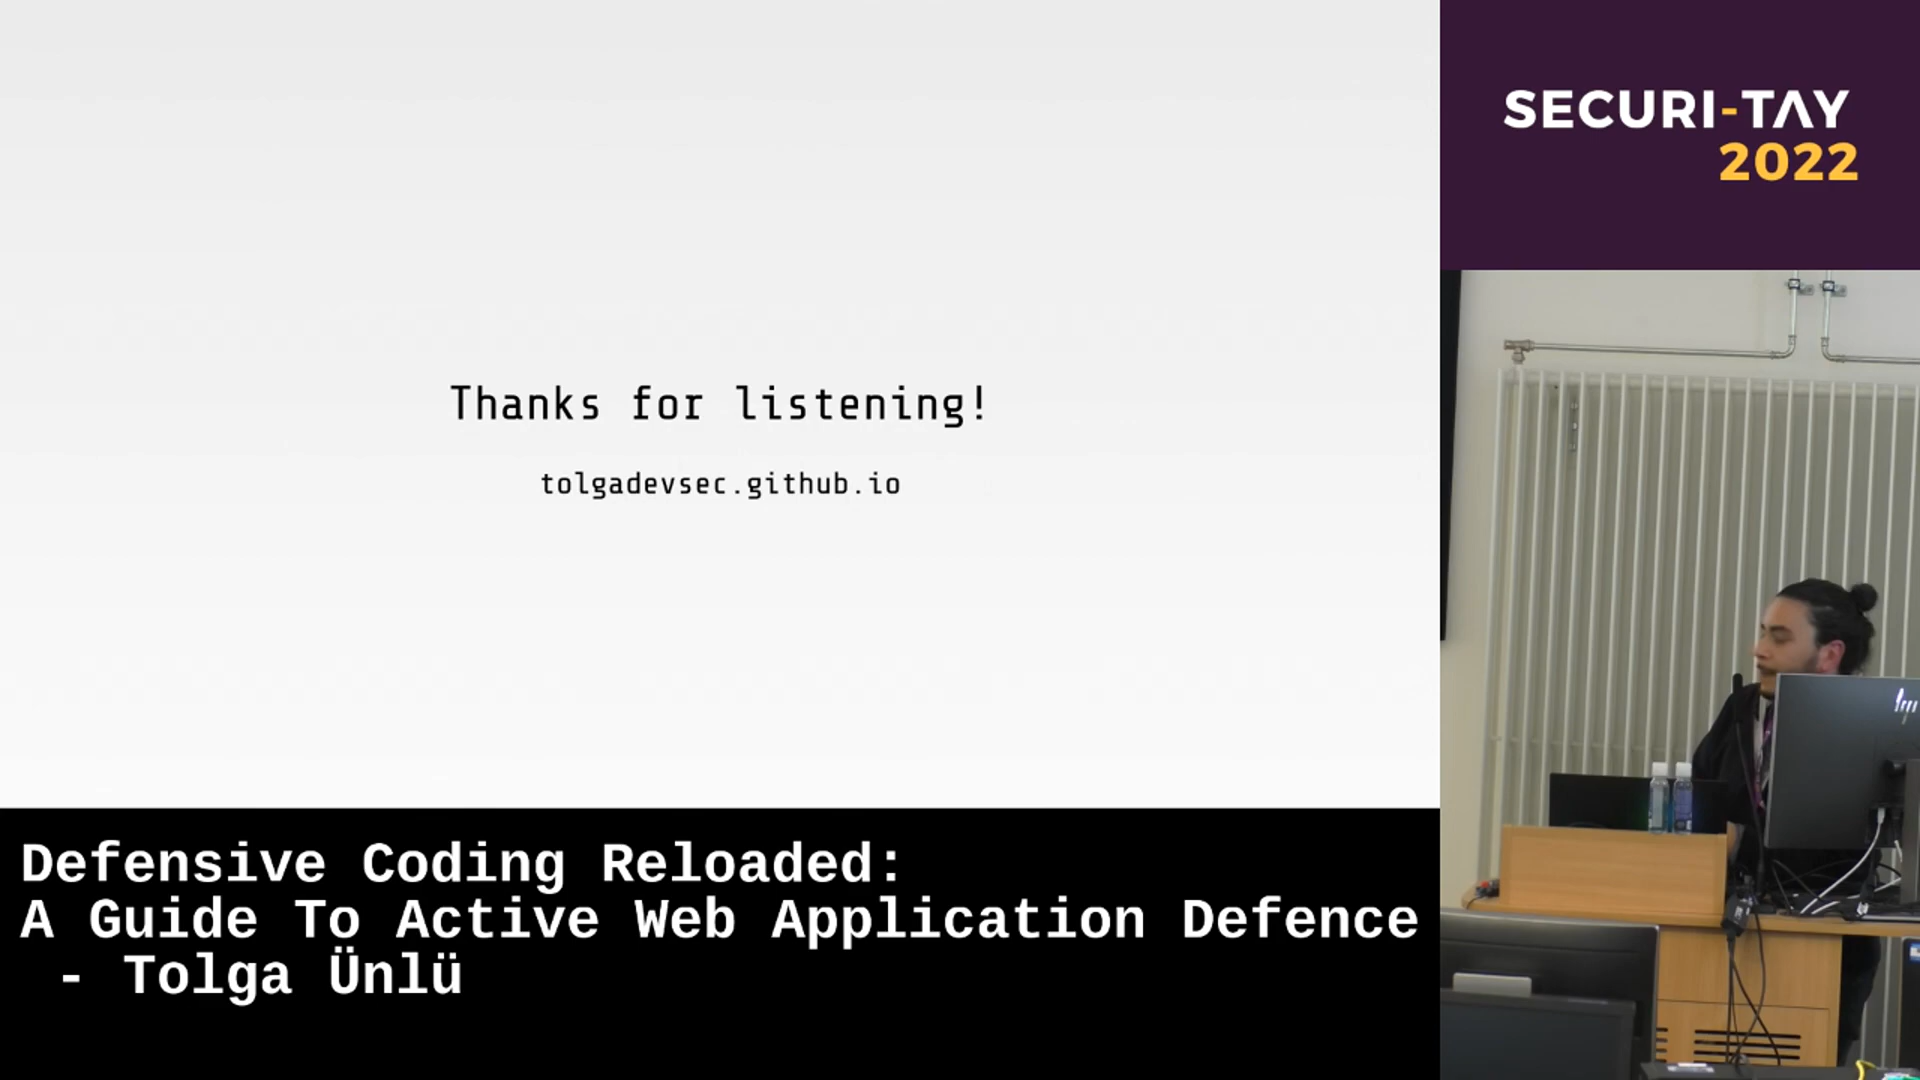 Thanks for listening!
tolgadevsec.github.io
SECURI-TAY
2022
hp
Defensive Coding Reloaded:
A Guide To Active Web Application Defence
- Tolga Ünlü